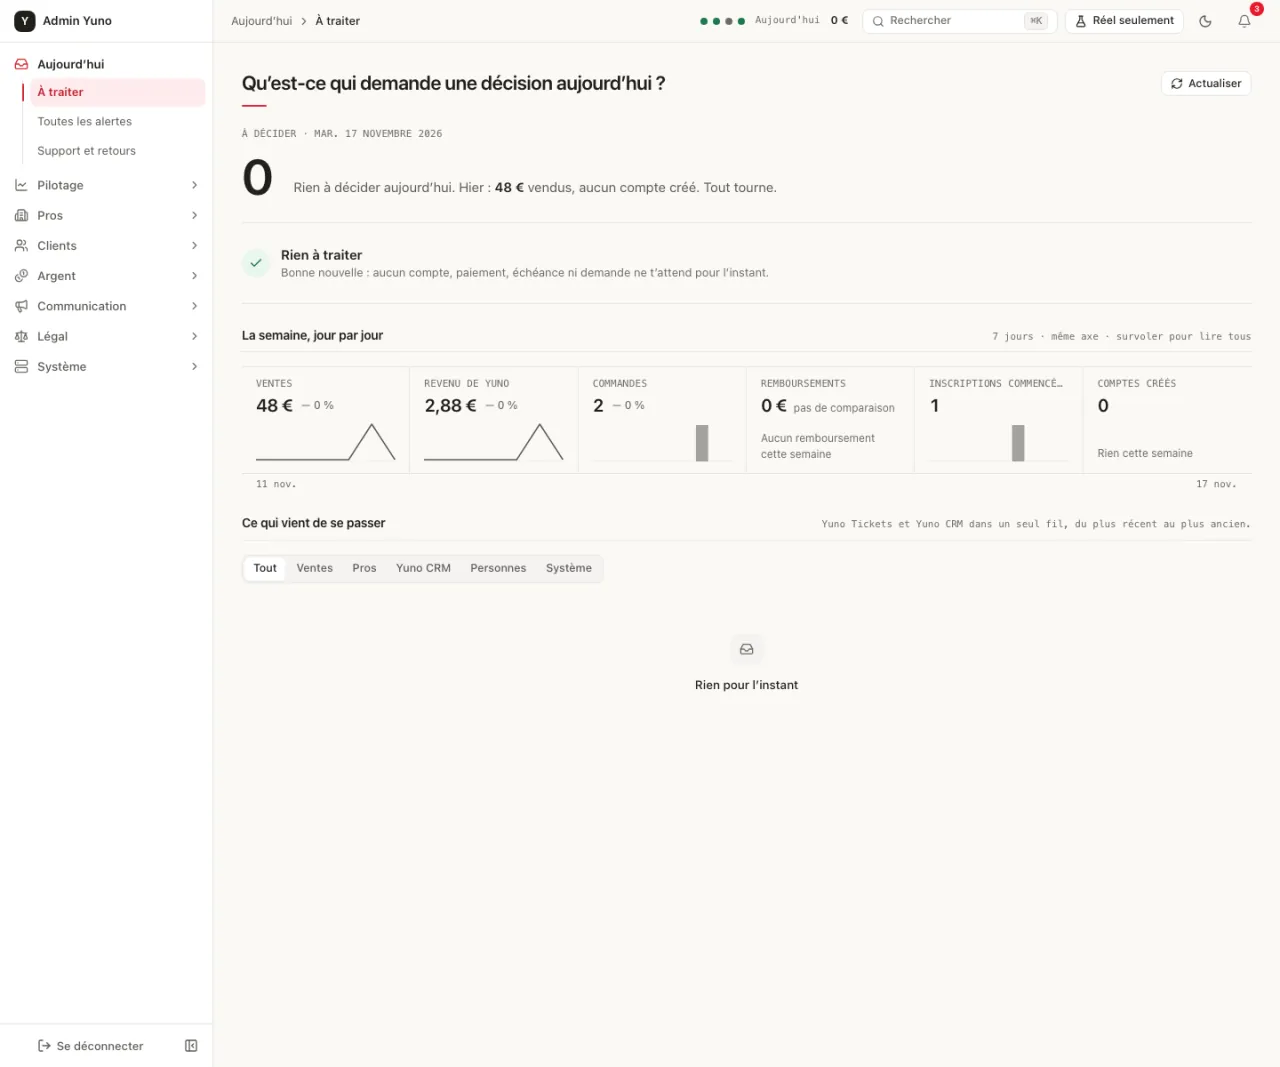 Y Admin Yuno
Aujourd'hui
À traiter
Toutes les alertes
Support et retours
Pilotage
Pros
Clients
Argent
Communication
Légal
Système
Se déconnecter
Aujourd'hui > À traiter
Aujourd'hui 0 €
Rechercher ⌘K
Réel seulement
3
Qu’est-ce qui demande une décision aujourd’hui ?
Actualiser
À DÉCIDER · MAR. 17 NOVEMBRE 2026
0 Rien à décider aujourd’hui. Hier : 48 € vendus, aucun compte créé. Tout tourne.
Rien à traiter
Bonne nouvelle : aucun compte, paiement, échéance ni demande ne t’attend pour l’instant.
La semaine, jour par jour
7 jours · même axe · survoler pour lire tous
VENTES
48 € — 0 %
REVENU DE YUNO
2,88 € — 0 %
COMMANDES
2 — 0 %
REMBOURSEMENTS
0 € pas de comparaison
Aucun remboursement
cette semaine
INSCRIPTIONS COMMENCÉ…
1
COMPTES CRÉÉS
0
Rien cette semaine
11 nov.
17 nov.
Ce qui vient de se passer
Yuno Tickets et Yuno CRM dans un seul fil, du plus récent au plus ancien.
Tout Ventes Pros Yuno CRM Personnes Système
Rien pour l’instant